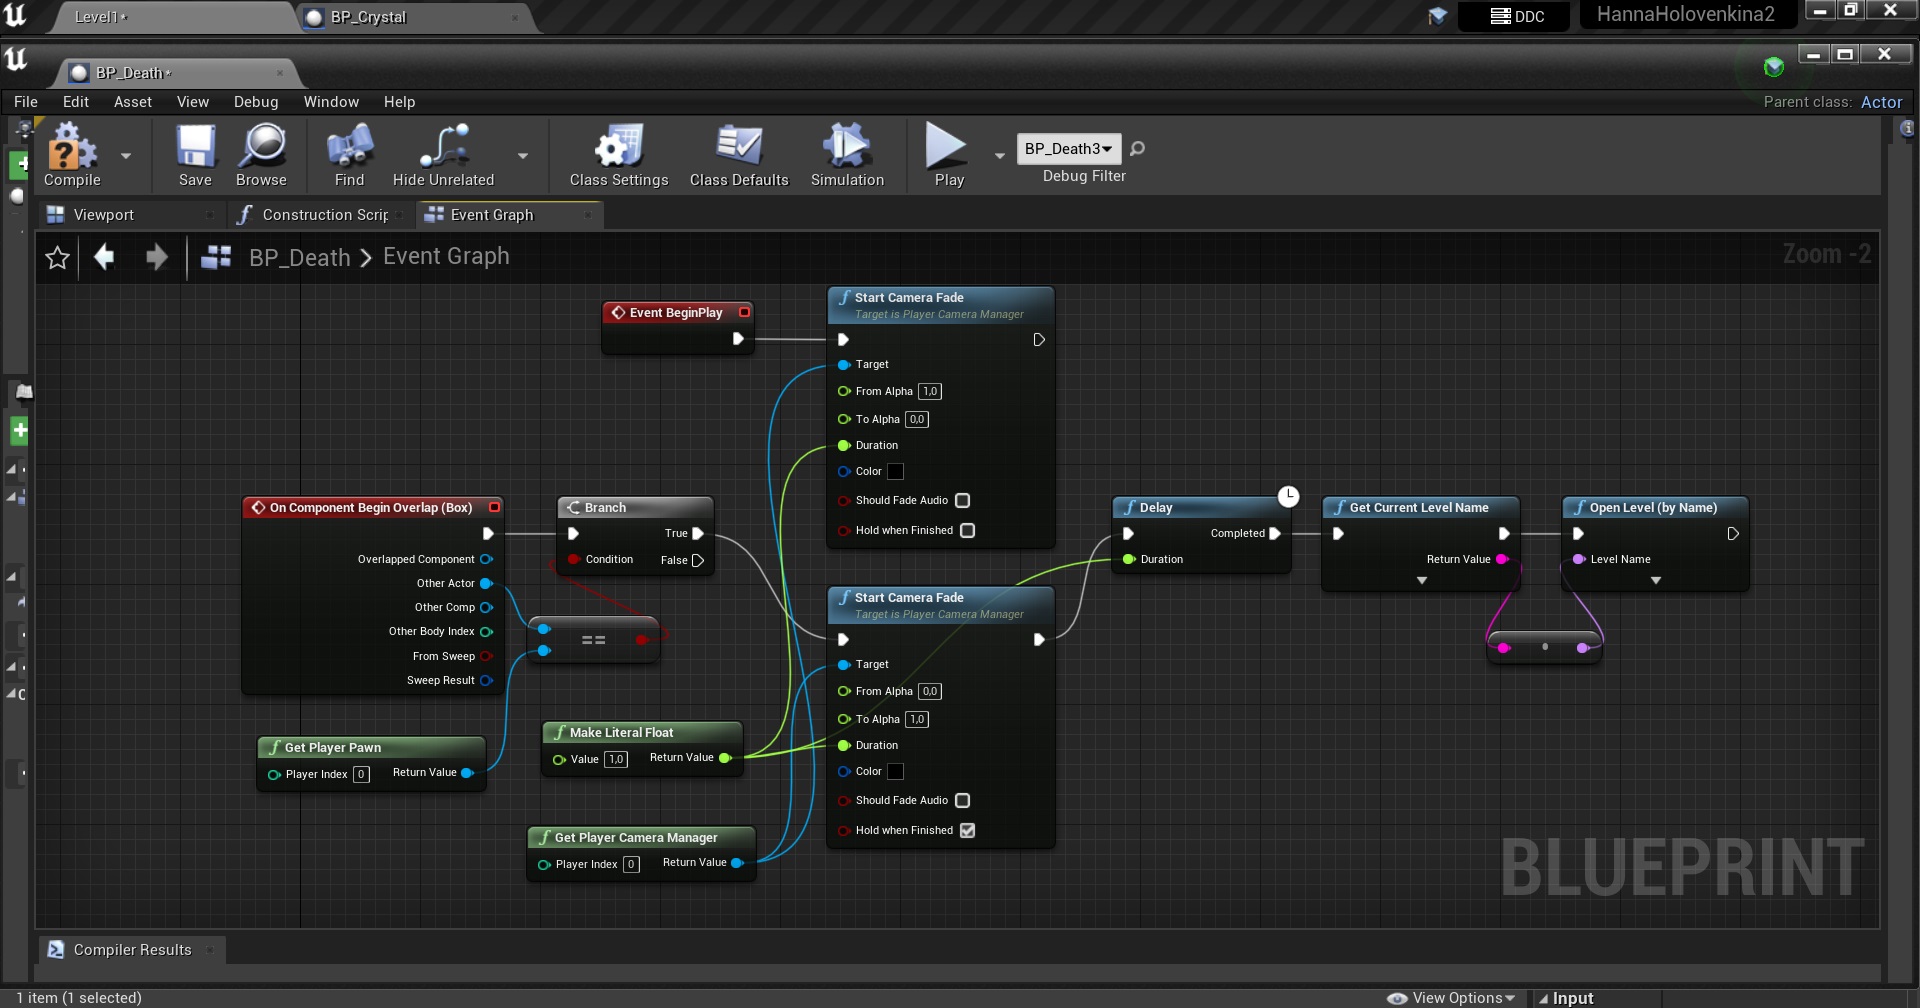 Level1*
BP_Crystal
DDC
HannaHolovenkina2
BP_Death*
File Edit Asset View Debug Window Help
Parent class: Actor
Compile
Save
Browse
Find
Hide Unrelated
Class Settings
Class Defaults
Simulation
Play
BP_Death3
Debug Filter
Viewport
Construction Scrip
Event Graph
BP_Death > Event Graph
Zoom -2
Event BeginPlay
Start Camera Fade
Target is Player Camera Manager
Target
From Alpha 1,0
To Alpha 0,0
Duration
Color
Should Fade Audio
Hold when Finished
On Component Begin Overlap (Box)
Overlapped Component
Other Actor
Other Comp
Other Body Index
From Sweep
Sweep Result
Branch
True
Condition
False
==
Get Player Pawn
Player Index 0
Return Value
Make Literal Float
Value 1,0
Return Value
Get Player Camera Manager
Player Index 0
Return Value
Start Camera Fade
Target is Player Camera Manager
Target
From Alpha 0,0
To Alpha 1,0
Duration
Color
Should Fade Audio
Hold when Finished
Delay
Completed
Duration
Get Current Level Name
Return Value
Open Level (by Name)
Level Name
BLUEPRINT
Compiler Results
1 item (1 selected)
View Options
Input